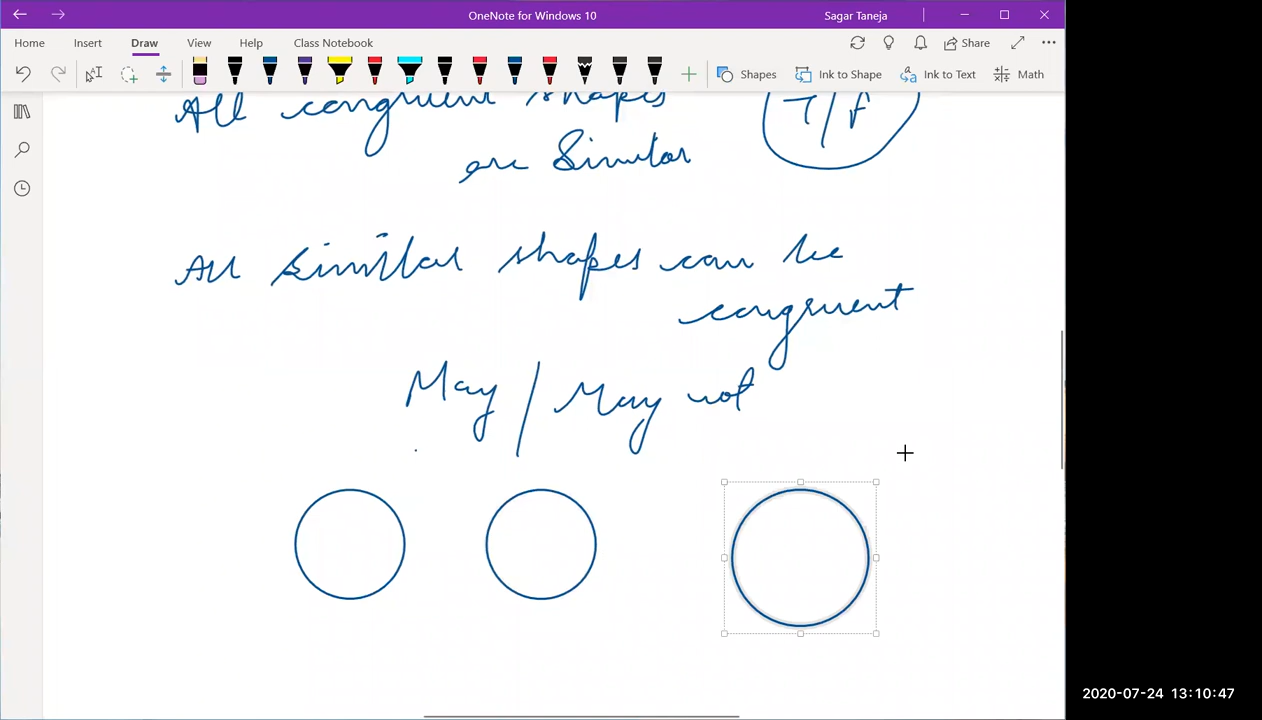 OneNote for Windows 10
Sagar Taneja
Home Insert Draw View Help Class Notebook
Share
Shapes Ink to Shape Ink to Text Math
All congruent shapes T/F
are Similar
All similar shapes can be
congruent
May / May not
2020-07-24 13:10:47